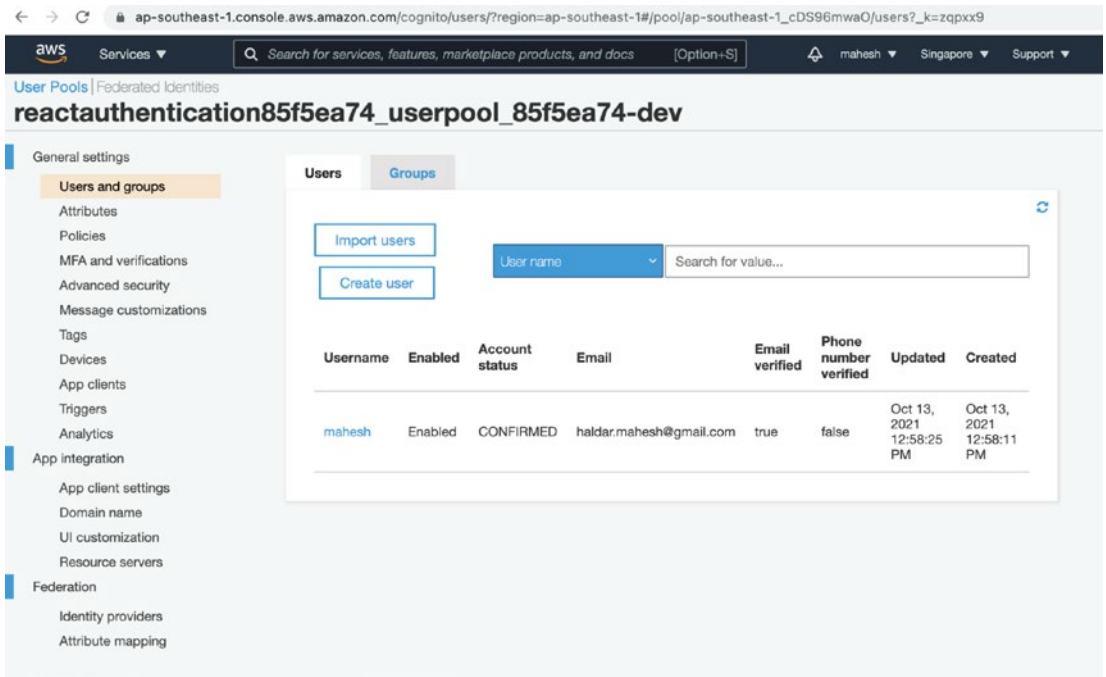 ap-southeast-1.console.aws.amazon.com/cognito/users/?region=ap-southeast-1#/pool/ap-southeast-1_cDS96mwaO/users?_k=zqpxx9
aws Services ▼ Search for services, features, marketplace products, and docs [Option+S] mahesh ▼ Singapore ▼ Support ▼
User Pools | Federated Identities
reactauthentication85f5ea74_userpool_85f5ea74-dev
General settings
Users and groups
Attributes
Policies
MFA and verifications
Advanced security
Message customizations
Tags
Devices
App clients
Triggers
Analytics
App integration
App client settings
Domain name
UI customization
Resource servers
Federation
Identity providers
Attribute mapping
Users Groups
Import users
Create user
User name Search for value...
Username Enabled Account status Email Email verified Phone number verified Updated Created
mahesh Enabled CONFIRMED haldar.mahesh@gmail.com true false Oct 13, 2021 12:58:25 PM Oct 13, 2021 12:58:11 PM